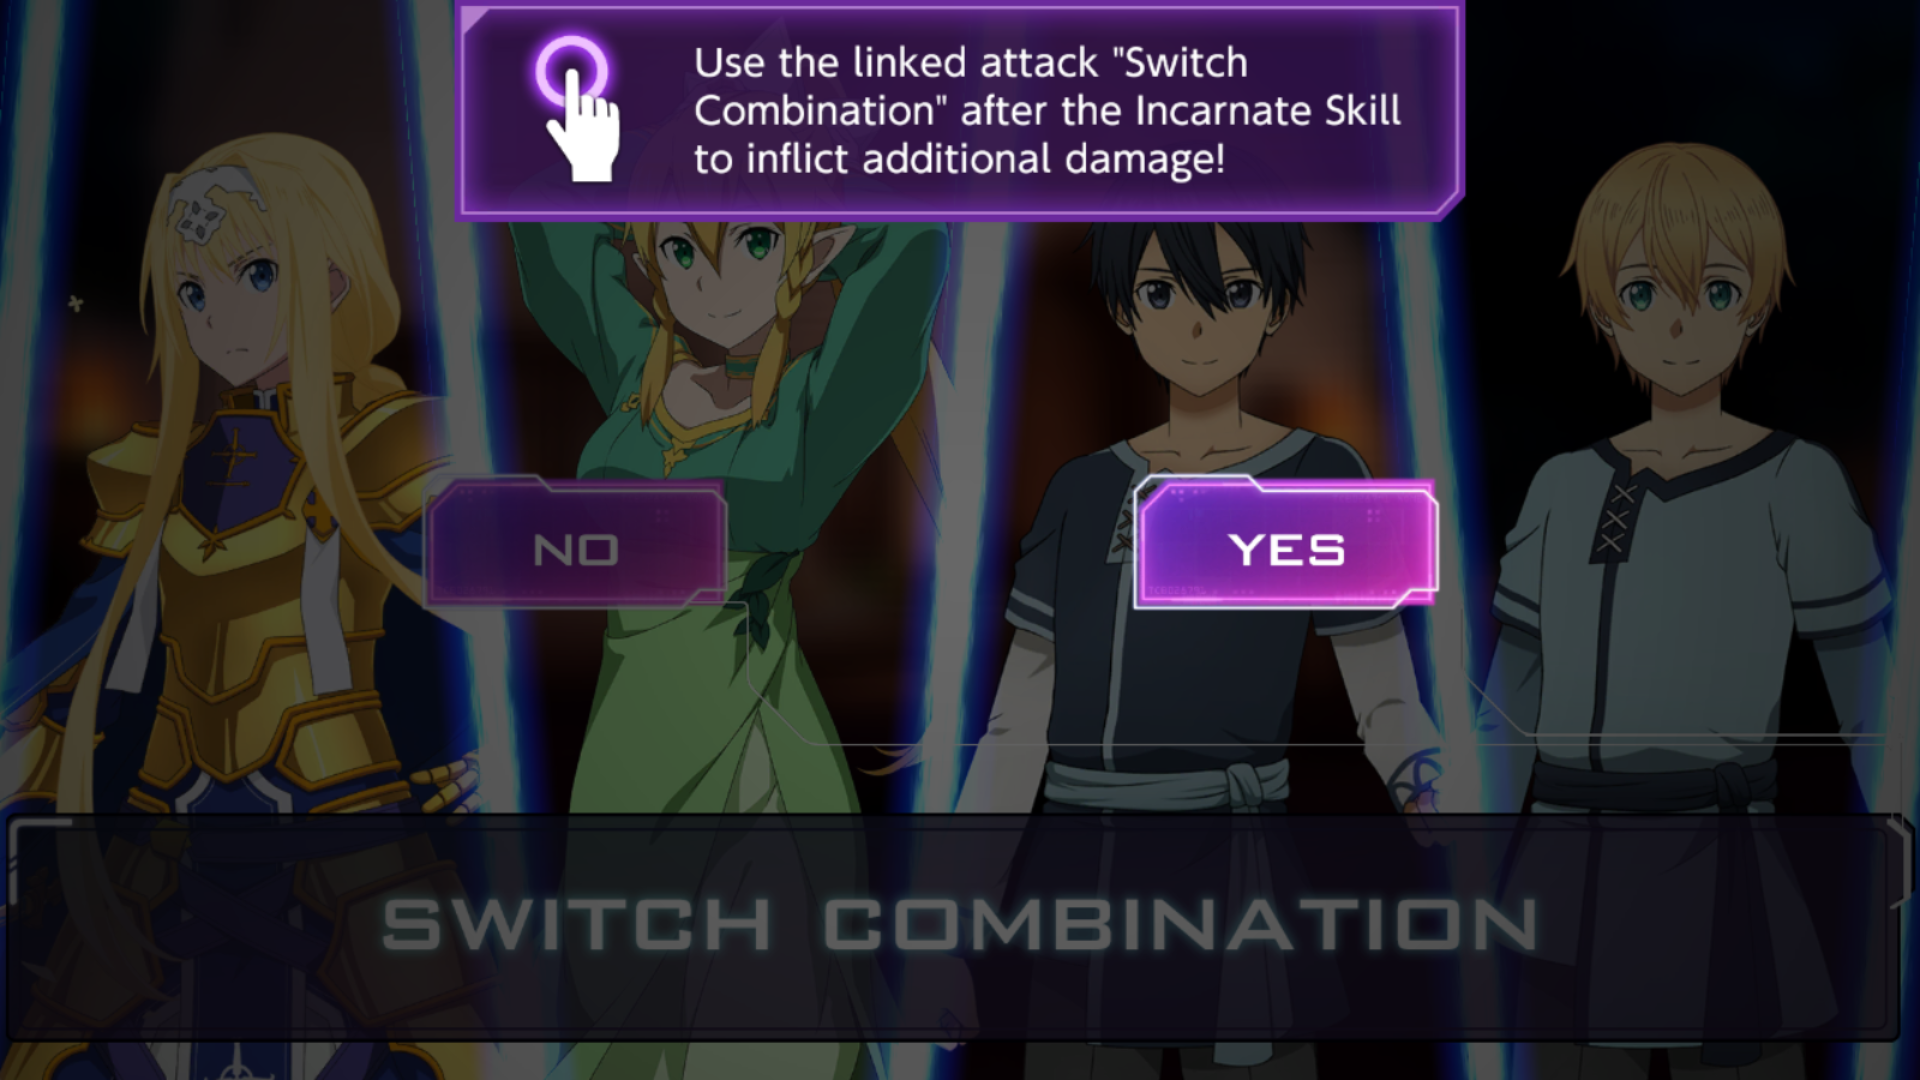 Use the linked attack "Switch
Combination" after the Incarnate Skill
to inflict additional damage!
NO
YES
SWITCH COMBINATION